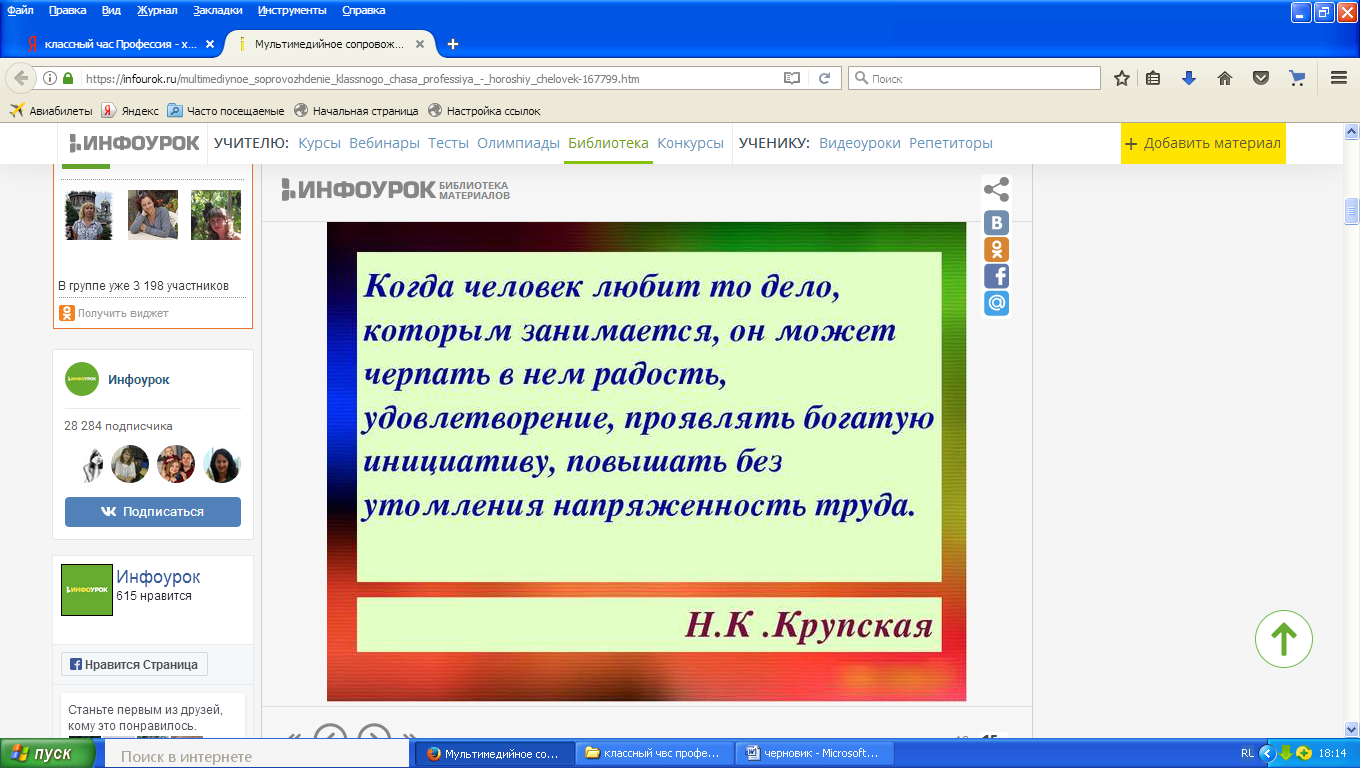 Файл Правка Вид Журнал Закладки Инструменты Справка
классный час Профессия - х... Мультимедийное сопровож...
https://infourok.ru/multimediynoe_soprovozhdenie_klassnogo_chasa_professiya_-_horoshiy_chelovek-167799.htm Поиск
Авиабилеты Яндекс Часто посещаемые Начальная страница Настройка ссылок
ИНФОУРОК УЧИТЕЛЮ: Курсы Вебинары Тесты Олимпиады Библиотека Конкурсы УЧЕНИКУ: Видеоуроки Репетиторы + Добавить материал
ИНФОУРОК БИБЛИОТЕКА
МАТЕРИАЛОВ
В группе уже 3 198 участников
Получить виджет
Инфоурок
28 284 подписчика
Подписаться
Инфоурок
615 нравится
Нравится Страница
Станьте первым из друзей,
кому это понравилось.
Когда человек любит то дело,
которым занимается, он может
черпать в нем радость,
удовлетворение, проявлять богатую
инициативу, повышать без
утомления напряженность труда.
Н.К .Крупская
пуск Поиск в интернете Мультимедийное со... классный чвс профе... черновик - Microsoft... RL 18:14